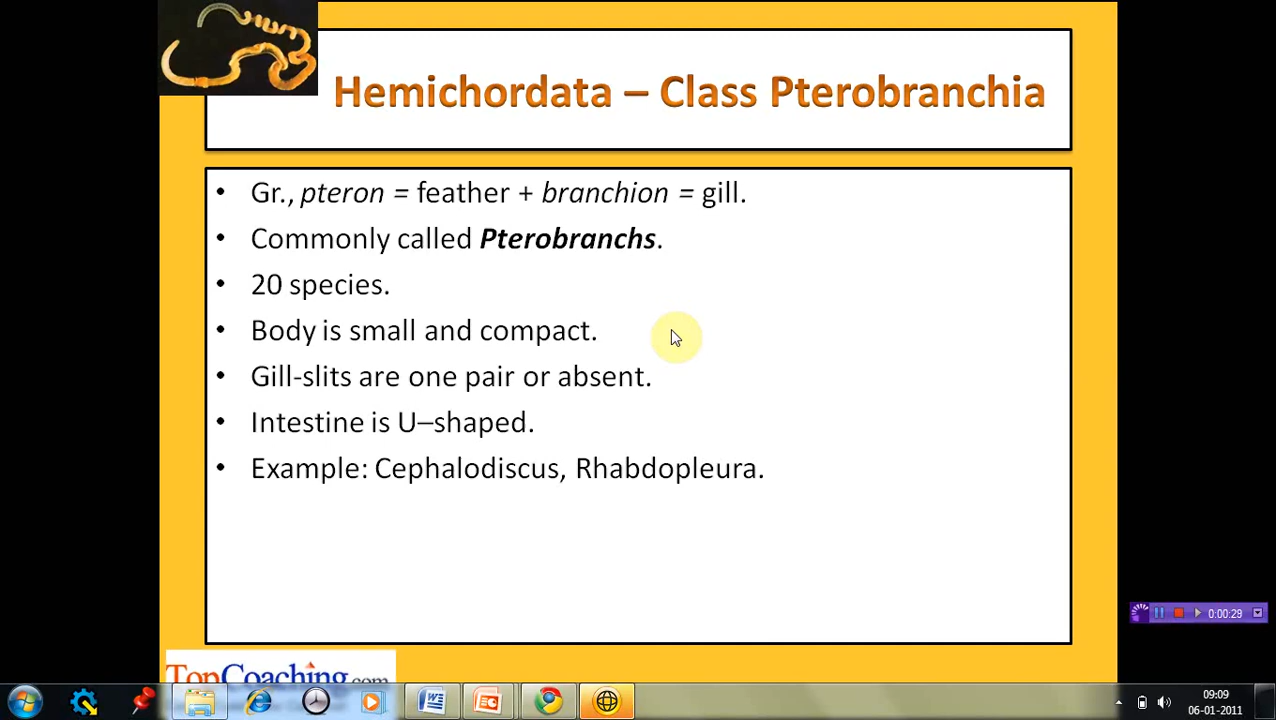 Hemichordata – Class Pterobranchia
• Gr., pteron = feather + branchion = gill.
• Commonly called Pterobranchs.
• 20 species.
• Body is small and compact.
• Gill-slits are one pair or absent.
• Intestine is U–shaped.
• Example: Cephalodiscus, Rhabdopleura.
0:00:29
TopCoaching.com
09:09
06-01-2011